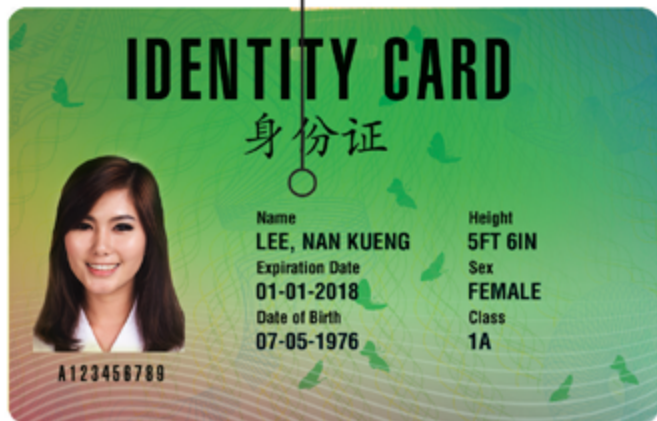 IDENTITY CARD
身份证
Name
LEE, NAN KUENG
Height
5FT 6IN
Expiration Date
01-01-2018
Sex
FEMALE
Date of Birth
07-05-1976
Class
1A
A123456789